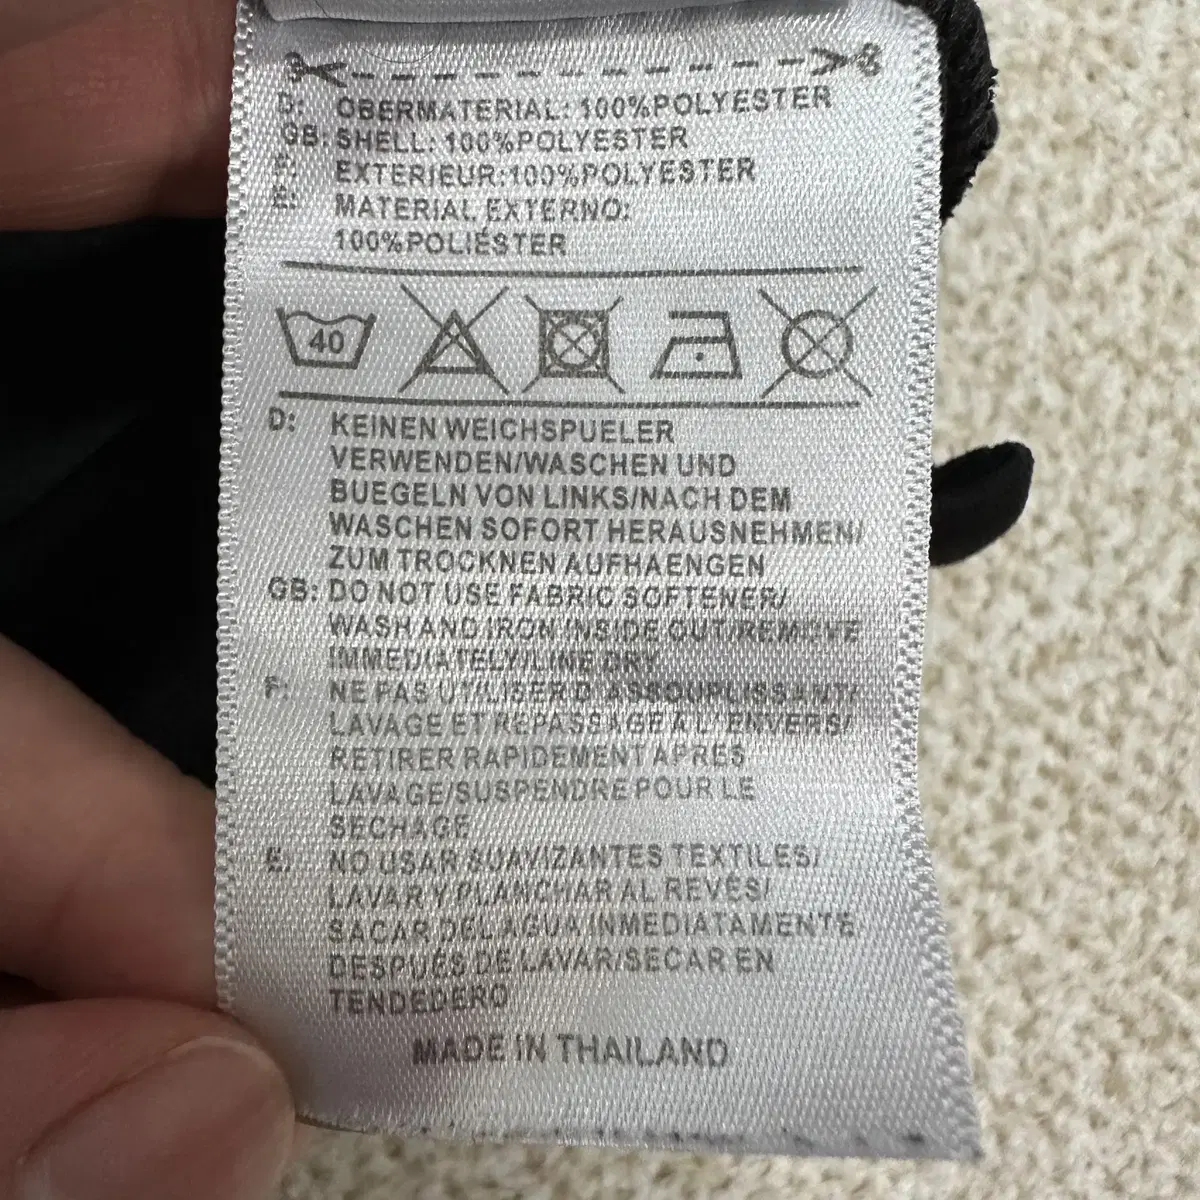 D: OBERMATERIAL: 100%POLYESTER
GB: SHELL: 100%POLYESTER
F: EXTERIEUR:100%POLYESTER
E: MATERIAL EXTERNO:
100%POLIÉSTER
40
D: KEINEN WEICHSPUELER
VERWENDEN/WASCHEN UND
BUEGELN VON LINKS/NACH DEM
WASCHEN SOFORT HERAUSNEHMEN/
ZUM TROCKNEN AUFHAENGEN
GB: DO NOT USE FABRIC SOFTENER/
WASH AND IRON INSIDE OUT/REMOVE
IMMEDIATELY/LINE DRY
F: NE PAS UTILISER D'ASSOUPLISSANT/
LAVAGE ET REPASSAGE A L'ENVERS/
RETIRER RAPIDEMENT APRES
LAVAGE/SUSPENDRE POUR LE
SECHAGE
E: NO USAR SUAVIZANTES TEXTILES/
LAVAR Y PLANCHAR AL REVÉS/
SACAR DEL AGUA INMEDIATAMENTE
DESPUÉS DE LAVAR/SECAR EN
TENDEDERO
MADE IN THAILAND